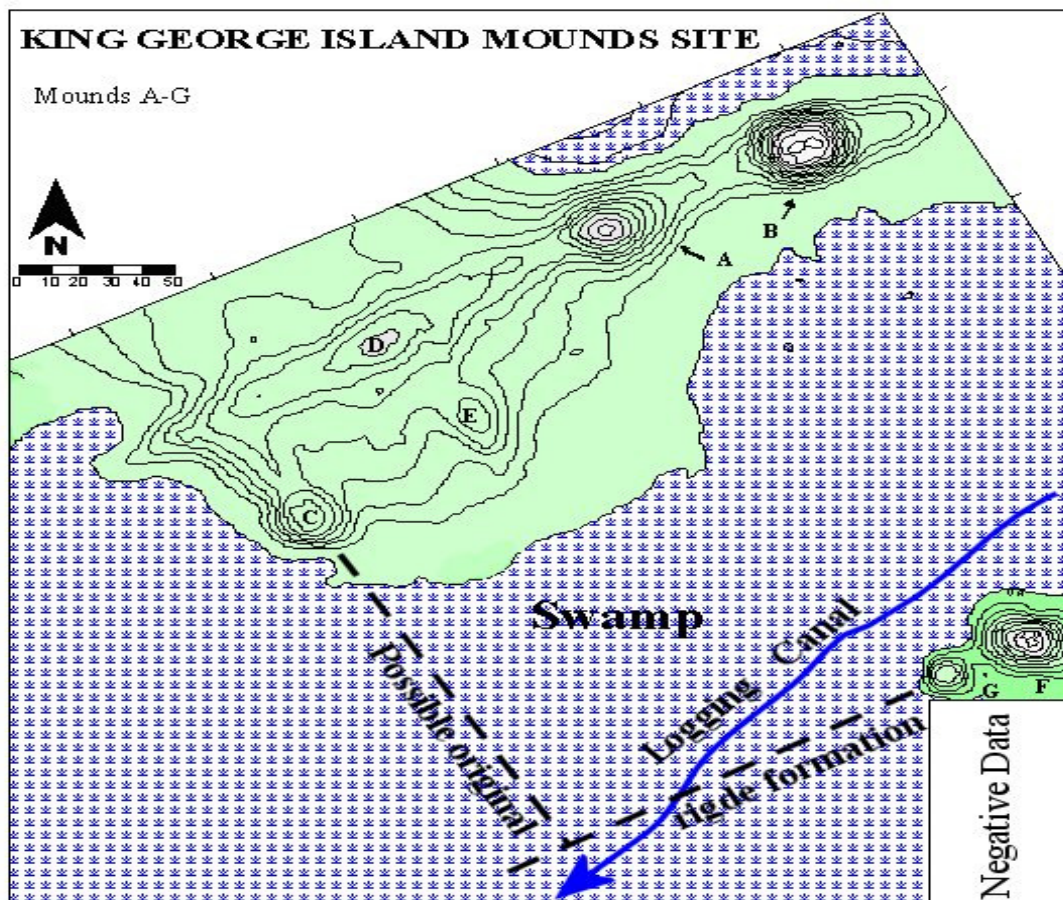 KING GEORGE ISLAND MOUNDS SITE
Mounds A-G
N
0 10 20 30 40 50
B
A
D
E
C
Swamp
Logging Canal
Possible original
rigde formation
G
F
Negative Data